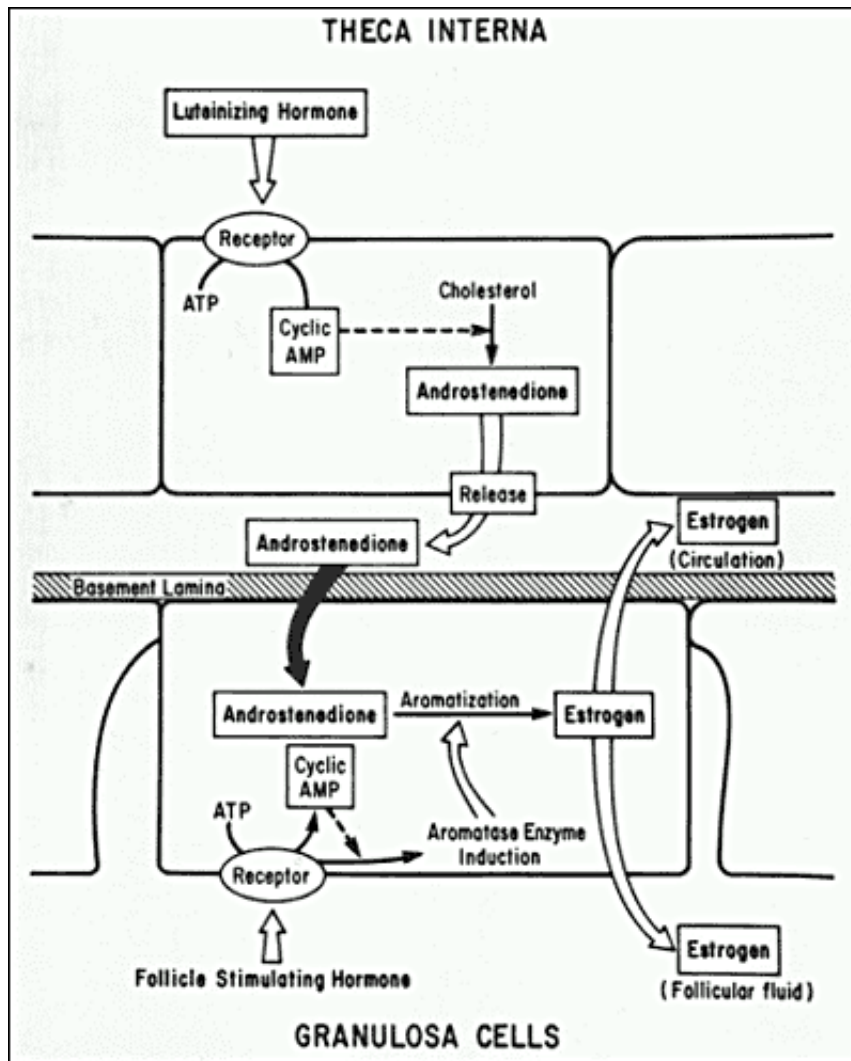 THECA INTERNA
Luteinizing Hormone
Receptor
ATP
Cyclic
AMP
Cholesterol
Androstenedione
Release
Androstenedione
Estrogen
(Circulation)
Basement Lamina
Androstenedione
Aromatization
Estrogen
Cyclic
AMP
ATP
Aromatase Enzyme
Induction
Receptor
Follicle Stimulating Hormone
Estrogen
(Follicular fluid)
GRANULOSA CELLS